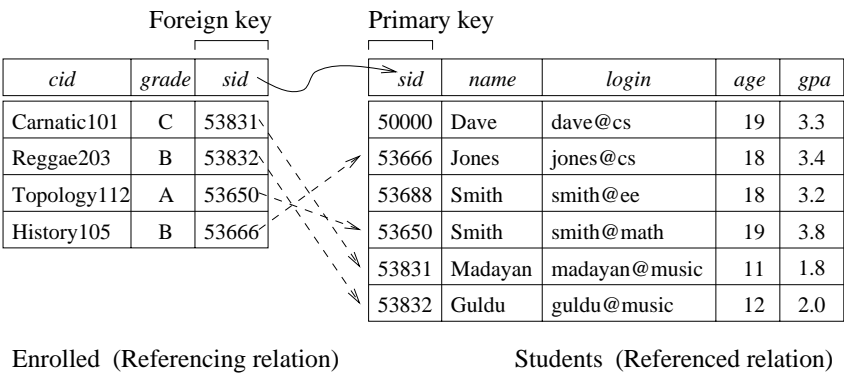 Foreign key Primary key
cid grade sid sid name login age gpa
Carnatic101 C 53831 50000 Dave dave@cs 19 3.3
Reggae203 B 53832 53666 Jones jones@cs 18 3.4
Topology112 A 53650 53688 Smith smith@ee 18 3.2
History105 B 53666 53650 Smith smith@math 19 3.8
53831 Madayan madayan@music 11 1.8
53832 Guldu guldu@music 12 2.0
Enrolled (Referencing relation) Students (Referenced relation)